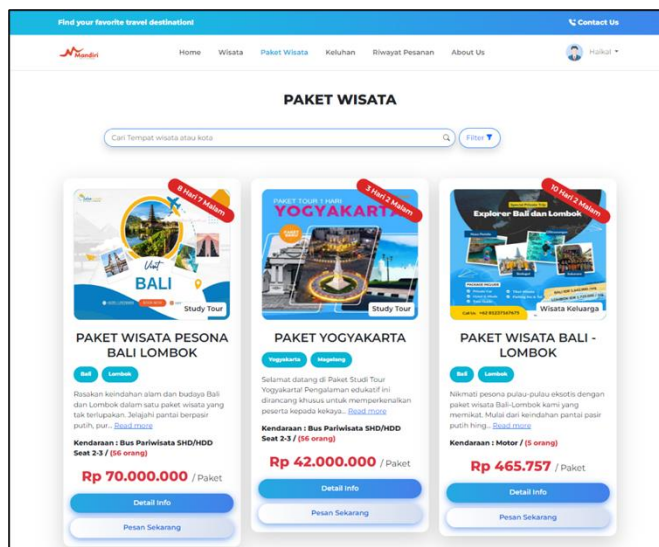 Find your favorite travel destination!
Contact Us
Mandiri
Home Wisata Paket Wisata Keluhan Riwayat Pesanan About Us
Haikal
PAKET WISATA
Cari Tempat wisata atau kota
Filter
8 Hari 7 Malam
Visit
BALI
Study Tour
PAKET WISATA PESONA
BALI LOMBOK
Bali Lombok
Rasakan keindahan alam dan budaya Bali
dan Lombok dalam satu paket wisata yang
tak terlupakan. Jelajahi pantai berpasir
putih, pur... Read more
Kendaraan : Bus Pariwisata SHD/HDD
Seat 2-3 / (56 orang)
Rp 70.000.000 / Paket
Detail Info
Pesan Sekarang
3 Hari 2 Malam
PAKET TOUR 1 HARI
YOGYAKARTA
Study Tour
PAKET YOGYAKARTA
Yogyakarta Magelang
Selamat datang di Paket Studi Tour
Yogyakarta! Pengalaman edukatif ini
dirancang khusus untuk memperkenalkan
peserta kepada kekaya... Read more
Kendaraan : Bus Pariwisata SHD/HDD
Seat 2-3 / (56 orang)
Rp 42.000.000 / Paket
Detail Info
Pesan Sekarang
10 Hari 2 Malam
Explorer Bali dan Lombok
Wisata Keluarga
PAKET WISATA BALI -
LOMBOK
Bali Lombok
Nikmati pesona pulau-pulau eksotis dengan
paket wisata Bali-Lombok kami yang
memikat. Mulai dari keindahan pantai pasir
putih hing... Read more
Kendaraan : Motor / (5 orang)
Rp 465.757 / Paket
Detail Info
Pesan Sekarang